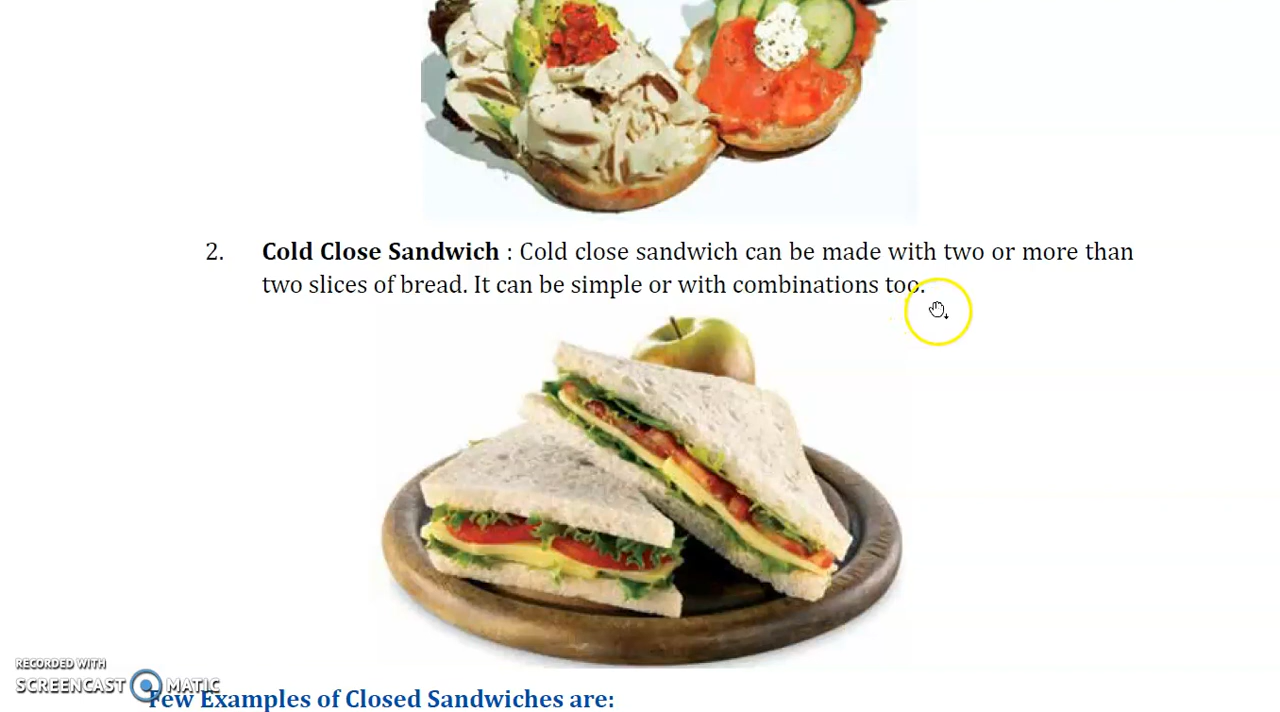 2. Cold Close Sandwich : Cold close sandwich can be made with two or more than
two slices of bread. It can be simple or with combinations too.
RECORDED WITH
SCREENCAST MATIC
Few Examples of Closed Sandwiches are: